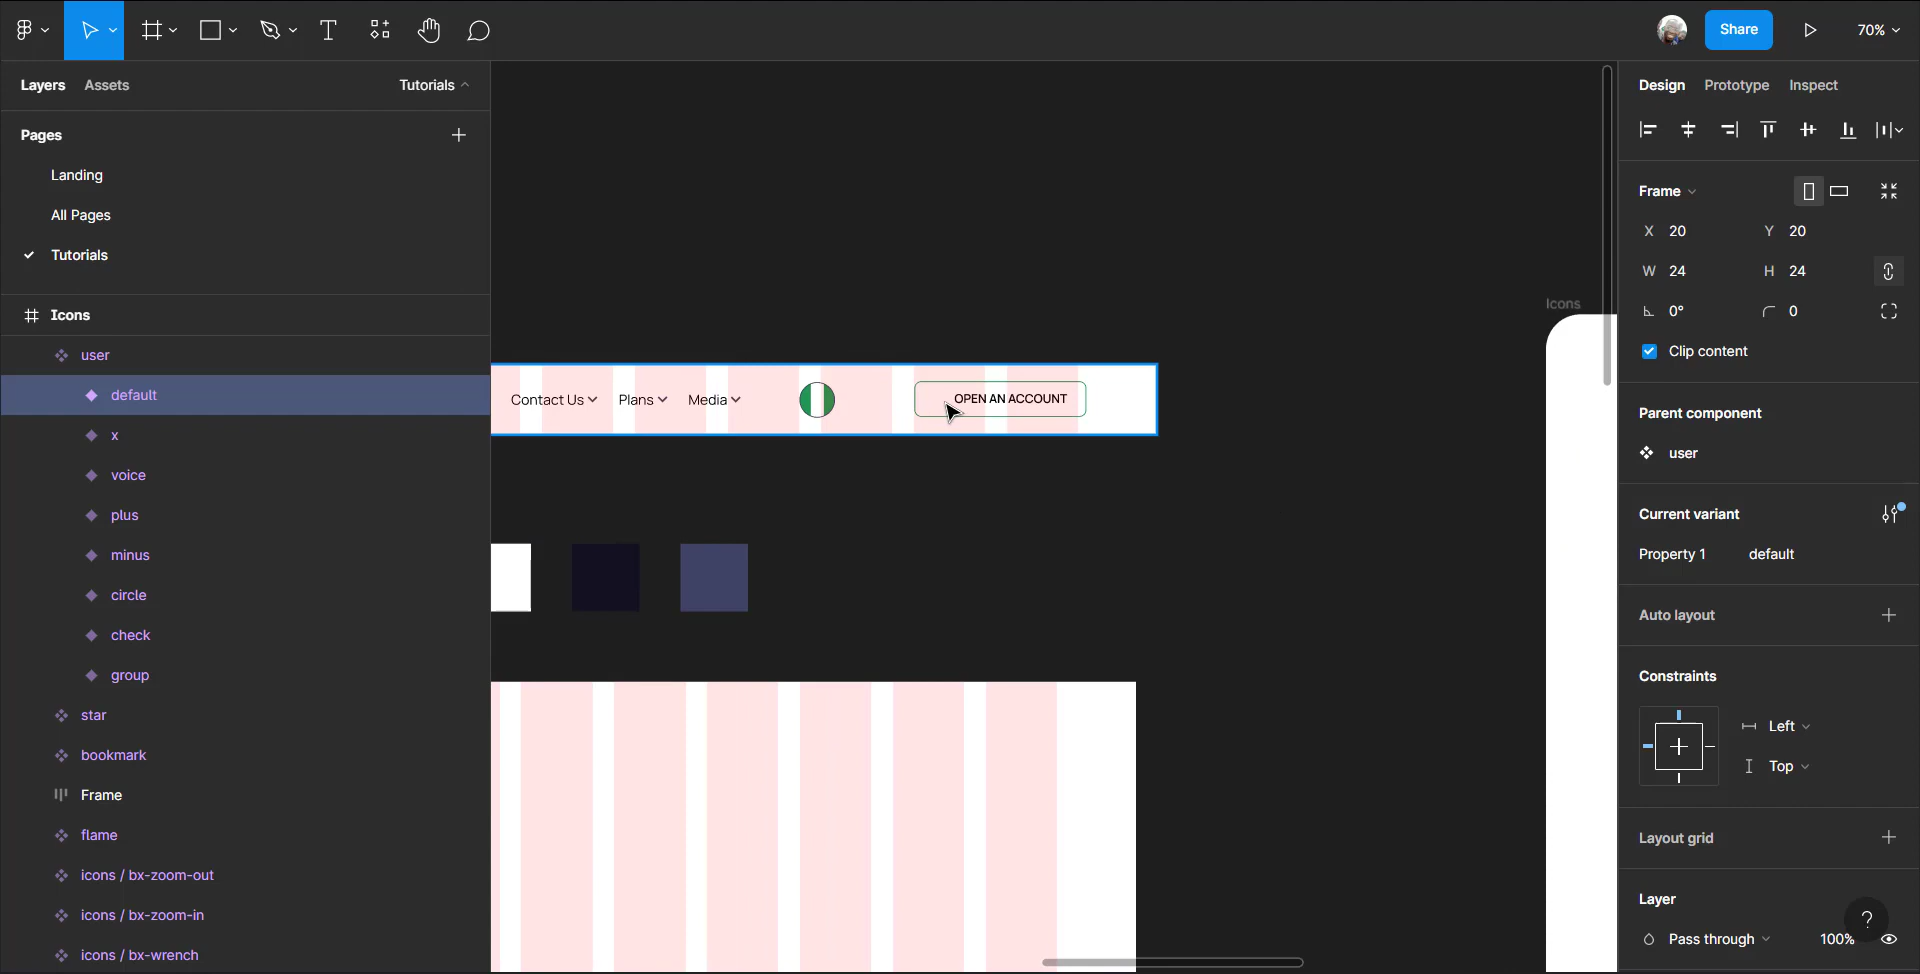 Share
70%
Layers
Assets
Tutorials
Design
Prototype
Inspect
Pages
Landing
All Pages
Tutorials
Icons
user
default
x
voice
plus
minus
circle
check
group
star
bookmark
Frame
flame
icons / bx-zoom-out
icons / bx-zoom-in
icons / bx-wrench
Contact Us
Plans
Media
OPEN AN ACCOUNT
Icons
Frame
X 20
Y 20
W 24
H 24
0°
0
Clip content
Parent component
user
Current variant
Property 1
default
Auto layout
Constraints
Left
Top
Layout grid
Layer
?
Pass through
100%